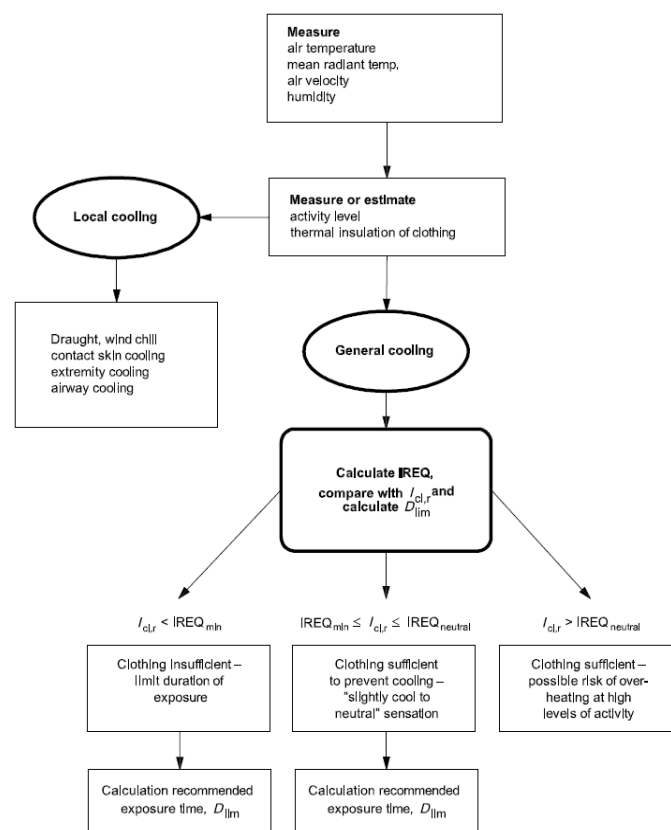 Measure
air temperature
mean radiant temp.
air velocity
humidity
Measure or estimate
activity level
thermal insulation of clothing
Local cooling
Draught, wind chill
contact skin cooling
extremity cooling
airway cooling
General cooling
Calculate IREQ,
compare with Icl,r and
calculate Dlim
Icl,r < IREQmin
IREQmin ≤ Icl,r ≤ IREQneutral
Icl,r > IREQneutral
Clothing insufficient –
limit duration of
exposure
Clothing sufficient
to prevent cooling –
"slightly cool to
neutral" sensation
Clothing sufficient –
possible risk of over-
heating at high
levels of activity
Calculation recommended
exposure time, Dlim
Calculation recommended
exposure time, Dlim